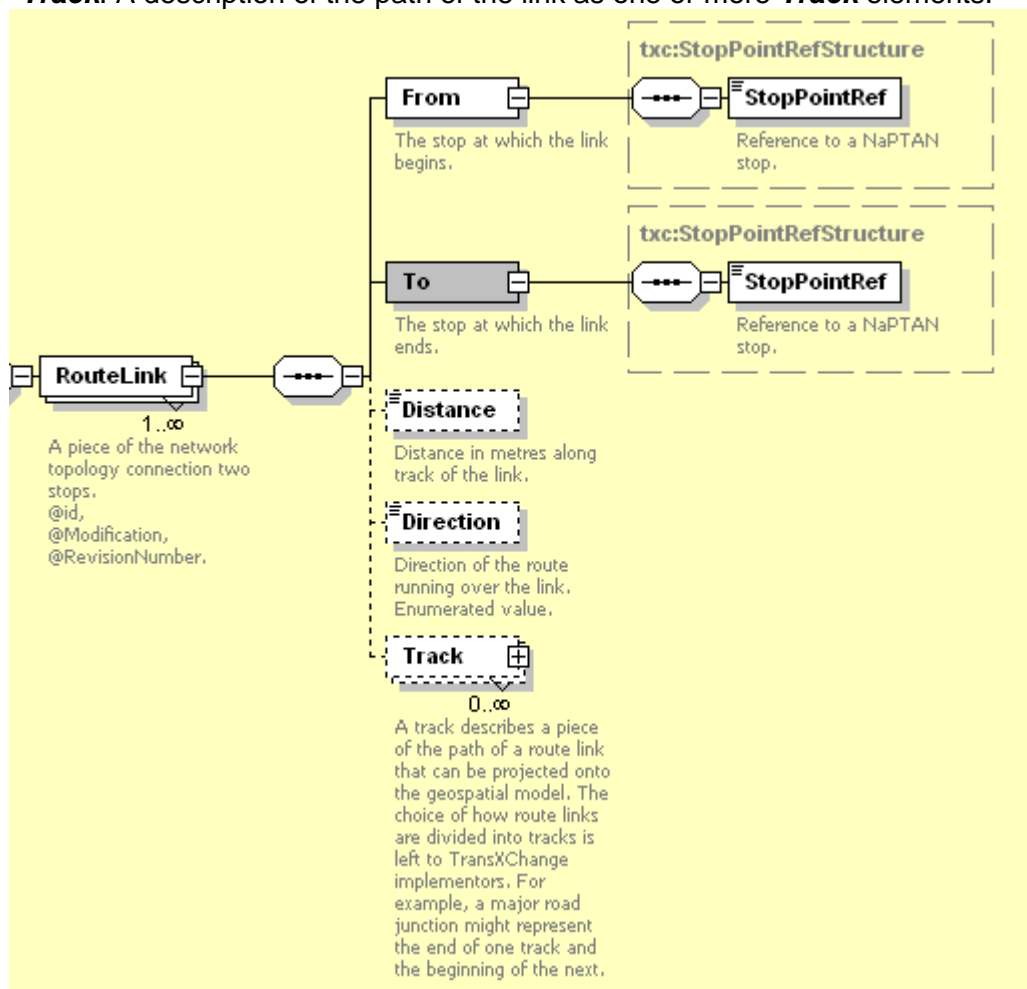 Track: A description of the path of the link as one or more Track elements.
txc:StopPointRefStructure
From
StopPointRef
The stop at which the link
begins.
Reference to a NaPTAN
stop.
txc:StopPointRefStructure
To
StopPointRef
The stop at which the link
ends.
Reference to a NaPTAN
stop.
RouteLink
1..∞
A piece of the network
topology connection two
stops.
@id,
@Modification,
@RevisionNumber.
Distance
Distance in metres along
track of the link.
Direction
Direction of the route
running over the link.
Enumerated value.
Track
0..∞
A track describes a piece
of the path of a route link
that can be projected onto
the geospatial model. The
choice of how route links
are divided into tracks is
left to TransXChange
implementors. For
example, a major road
junction might represent
the end of one track and
the beginning of the next.